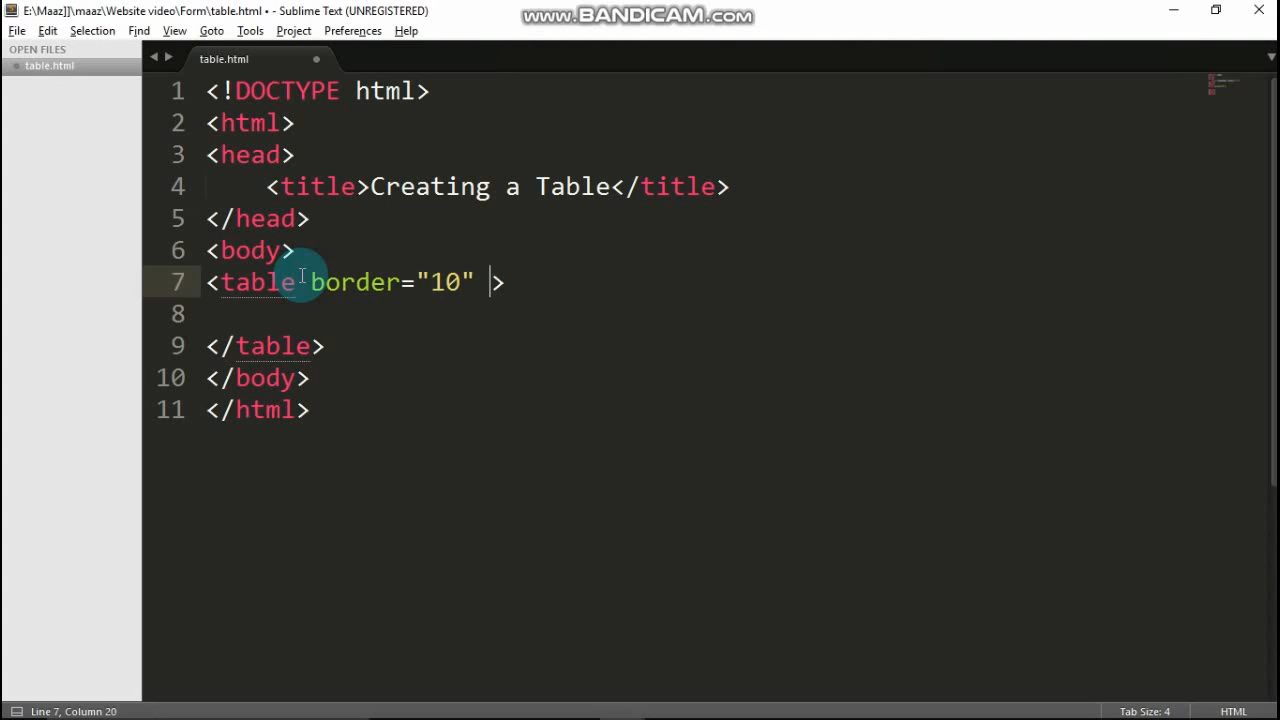 E:\Maaz]]\maaz\Website video\Form\table.html • - Sublime Text (UNREGISTERED)
www.BANDICAM.com
File Edit Selection Find View Goto Tools Project Preferences Help
OPEN FILES
table.html
table.html
1 <!DOCTYPE html>
2 <html>
3 <head>
4 <title>Creating a Table</title>
5 </head>
6 <body>
7 <table border="10" >
8
9 </table>
10 </body>
11 </html>
Line 7, Column 20
Tab Size: 4
HTML